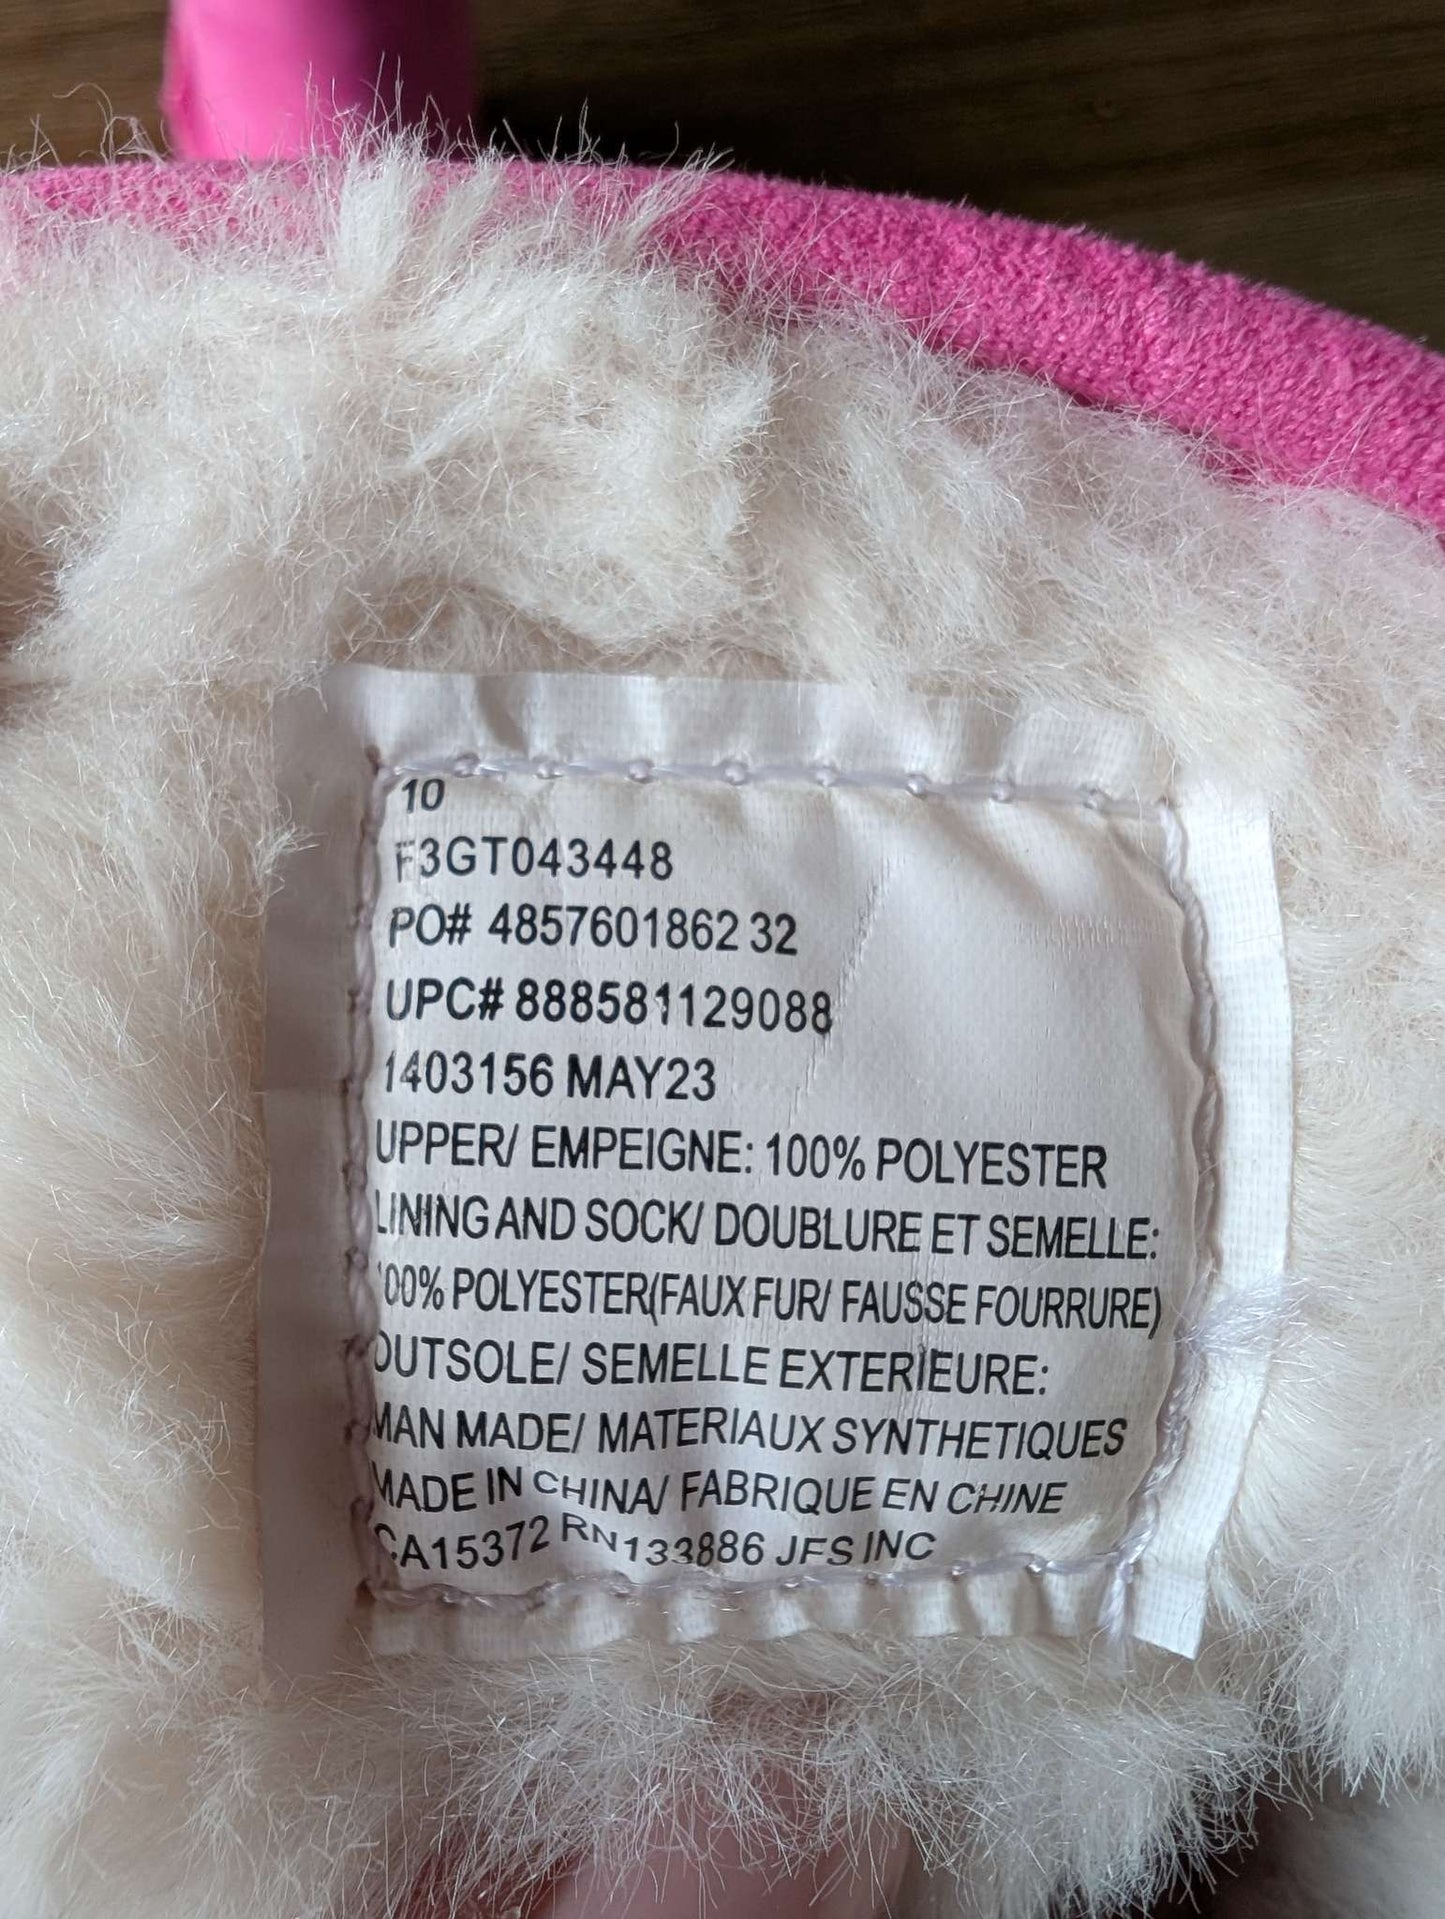 10
F3GT043448
PO# 4857601862 32
UPC# 888581129088
1403156 MAY23
UPPER/ EMPEIGNE: 100% POLYESTER
LINING AND SOCK/ DOUBLURE ET SEMELLE:
100% POLYESTER(FAUX FUR/ FAUSSE FOURRURE)
OUTSOLE/ SEMELLE EXTERIEURE:
MAN MADE/ MATERIAUX SYNTHETIQUES
MADE IN CHINA/ FABRIQUE EN CHINE
CA15372 RN133886 JFS INC